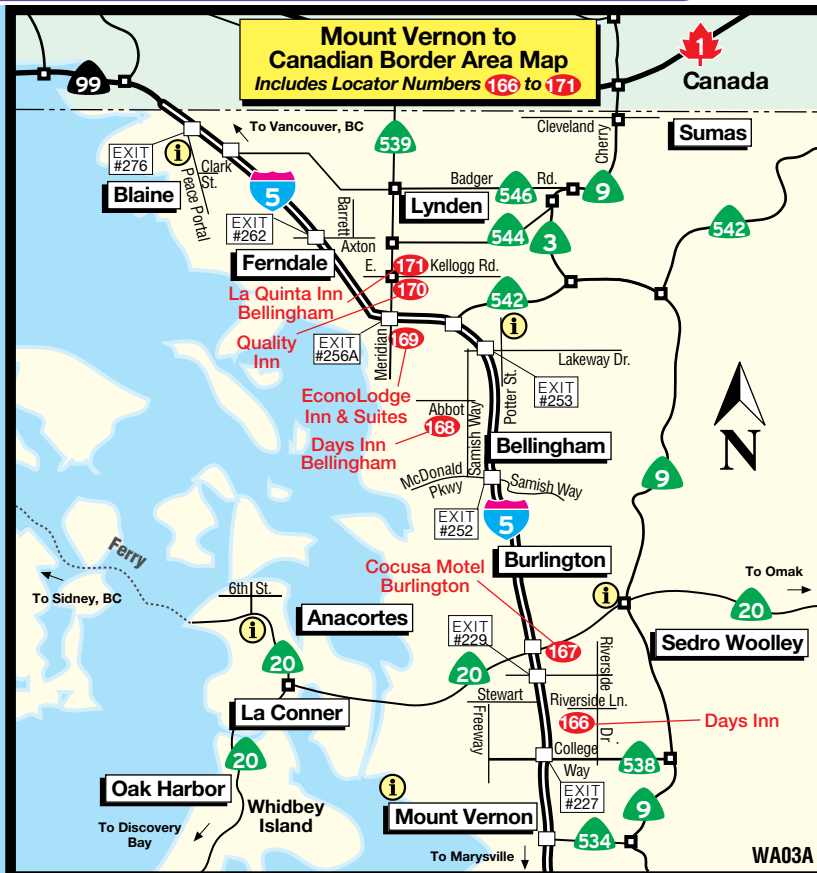 Mount Vernon to
Canadian Border Area Map
Includes Locator Numbers 166 to 171
1
Canada
99
To Vancouver, BC
539
Cleveland
Cherry
Sumas
EXIT
#276
i
Clark
St.
Peace Portal
Blaine
5
Badger Rd.
546
9
Lynden
Barrett
EXIT
#262
Axton
544
3
542
Ferndale
E. 171 Kellogg Rd.
170
La Quinta Inn
Bellingham
542
i
Quality
Inn
EXIT
#256A
Meridian
169
Lakeway Dr.
Potter St.
EXIT
#253
EconoLodge
Inn & Suites
Abbot
168
Samish Way
Days Inn
Bellingham
Bellingham
N
McDonald
Pkwy
Samish Way
9
EXIT
#252
5
Ferry
Burlington
Cocusa Motel
Burlington
To Omak
To Sidney, BC
6th St.
i
i
20
Anacortes
EXIT
#229
167
Sedro Woolley
20
20
Riverside
Dr.
Stewart
Riverside Ln.
Freeway
166
Days Inn
La Conner
20
College
Way
538
Oak Harbor
i
EXIT
#227
Whidbey
Island
Mount Vernon
9
To Discovery
Bay
534
To Marysville
WA03A